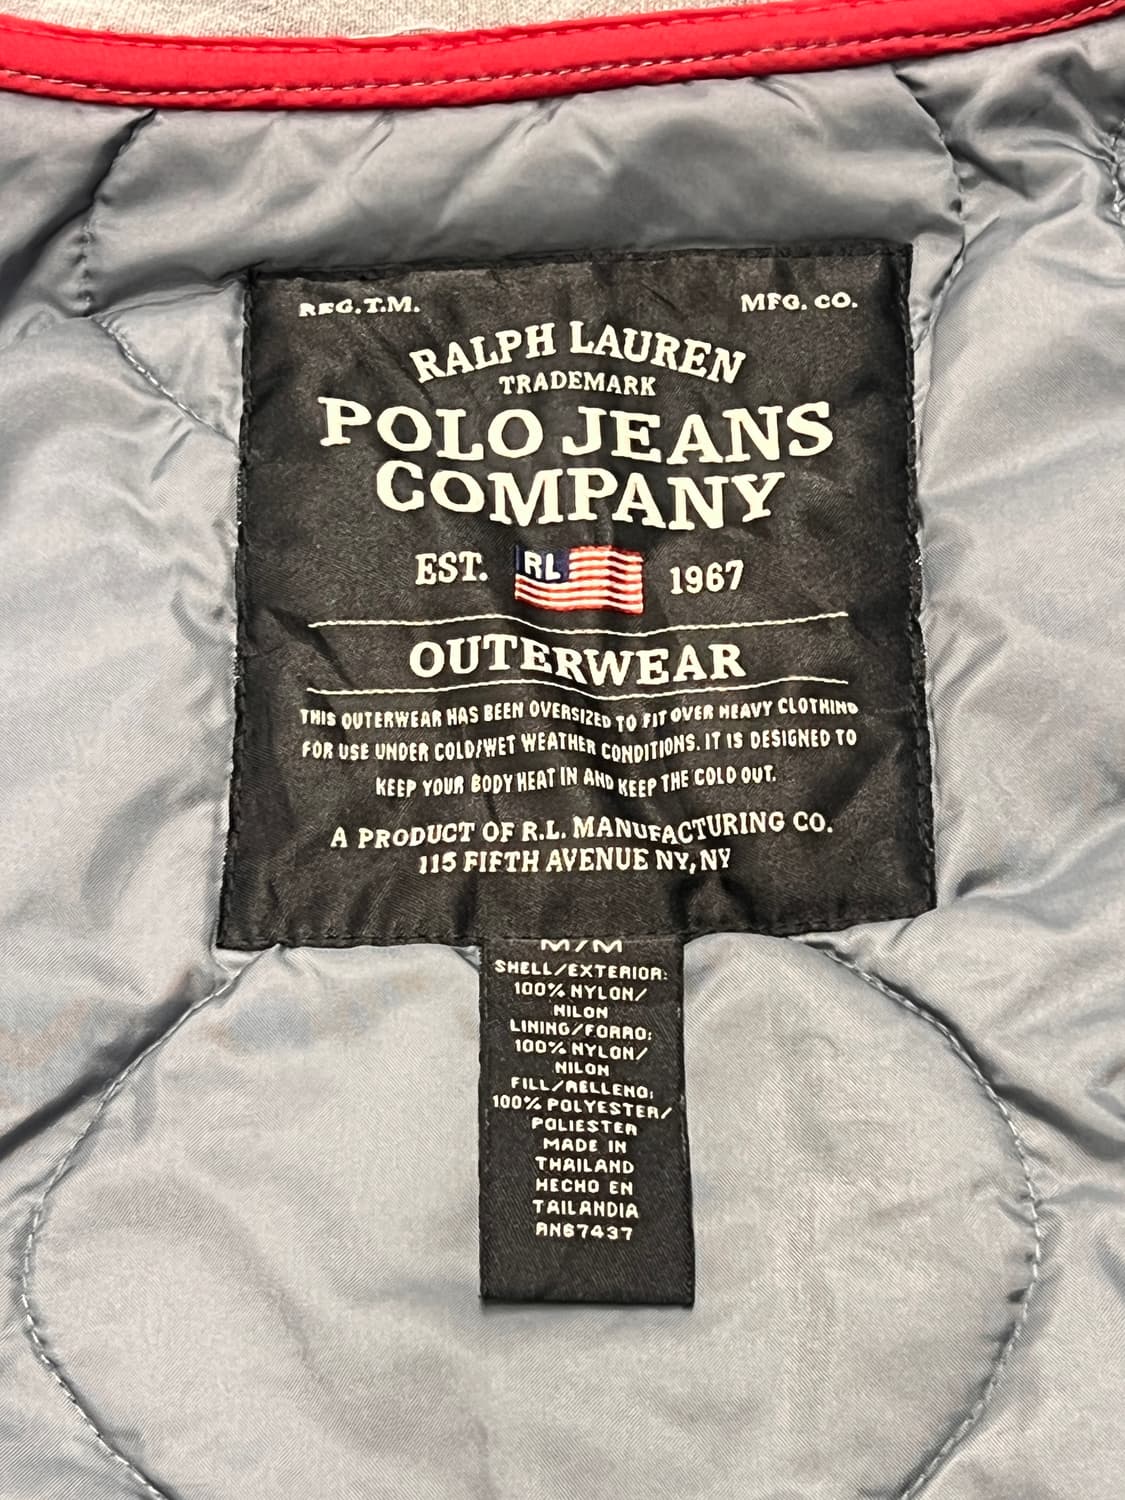 REG. T.M. MFG. CO.
RALPH LAUREN
TRADEMARK
POLO JEANS
COMPANY
EST. RL 1967
OUTERWEAR
THIS OUTERWEAR HAS BEEN OVERSIZED TO FIT OVER HEAVY CLOTHING
FOR USE UNDER COLD/WET WEATHER CONDITIONS. IT IS DESIGNED TO
KEEP YOUR BODY HEAT IN AND KEEP THE COLD OUT.
A PRODUCT OF R.L. MANUFACTURING CO.
115 FIFTH AVENUE NY, NY
M/M
SHELL/EXTERIOR:
100% NYLON/
NILON
LINING/FORRO:
100% NYLON/
NILON
FILL/RELLENO:
100% POLYESTER/
POLIESTER
MADE IN
THAILAND
HECHO EN
TAILANDIA
RN67437